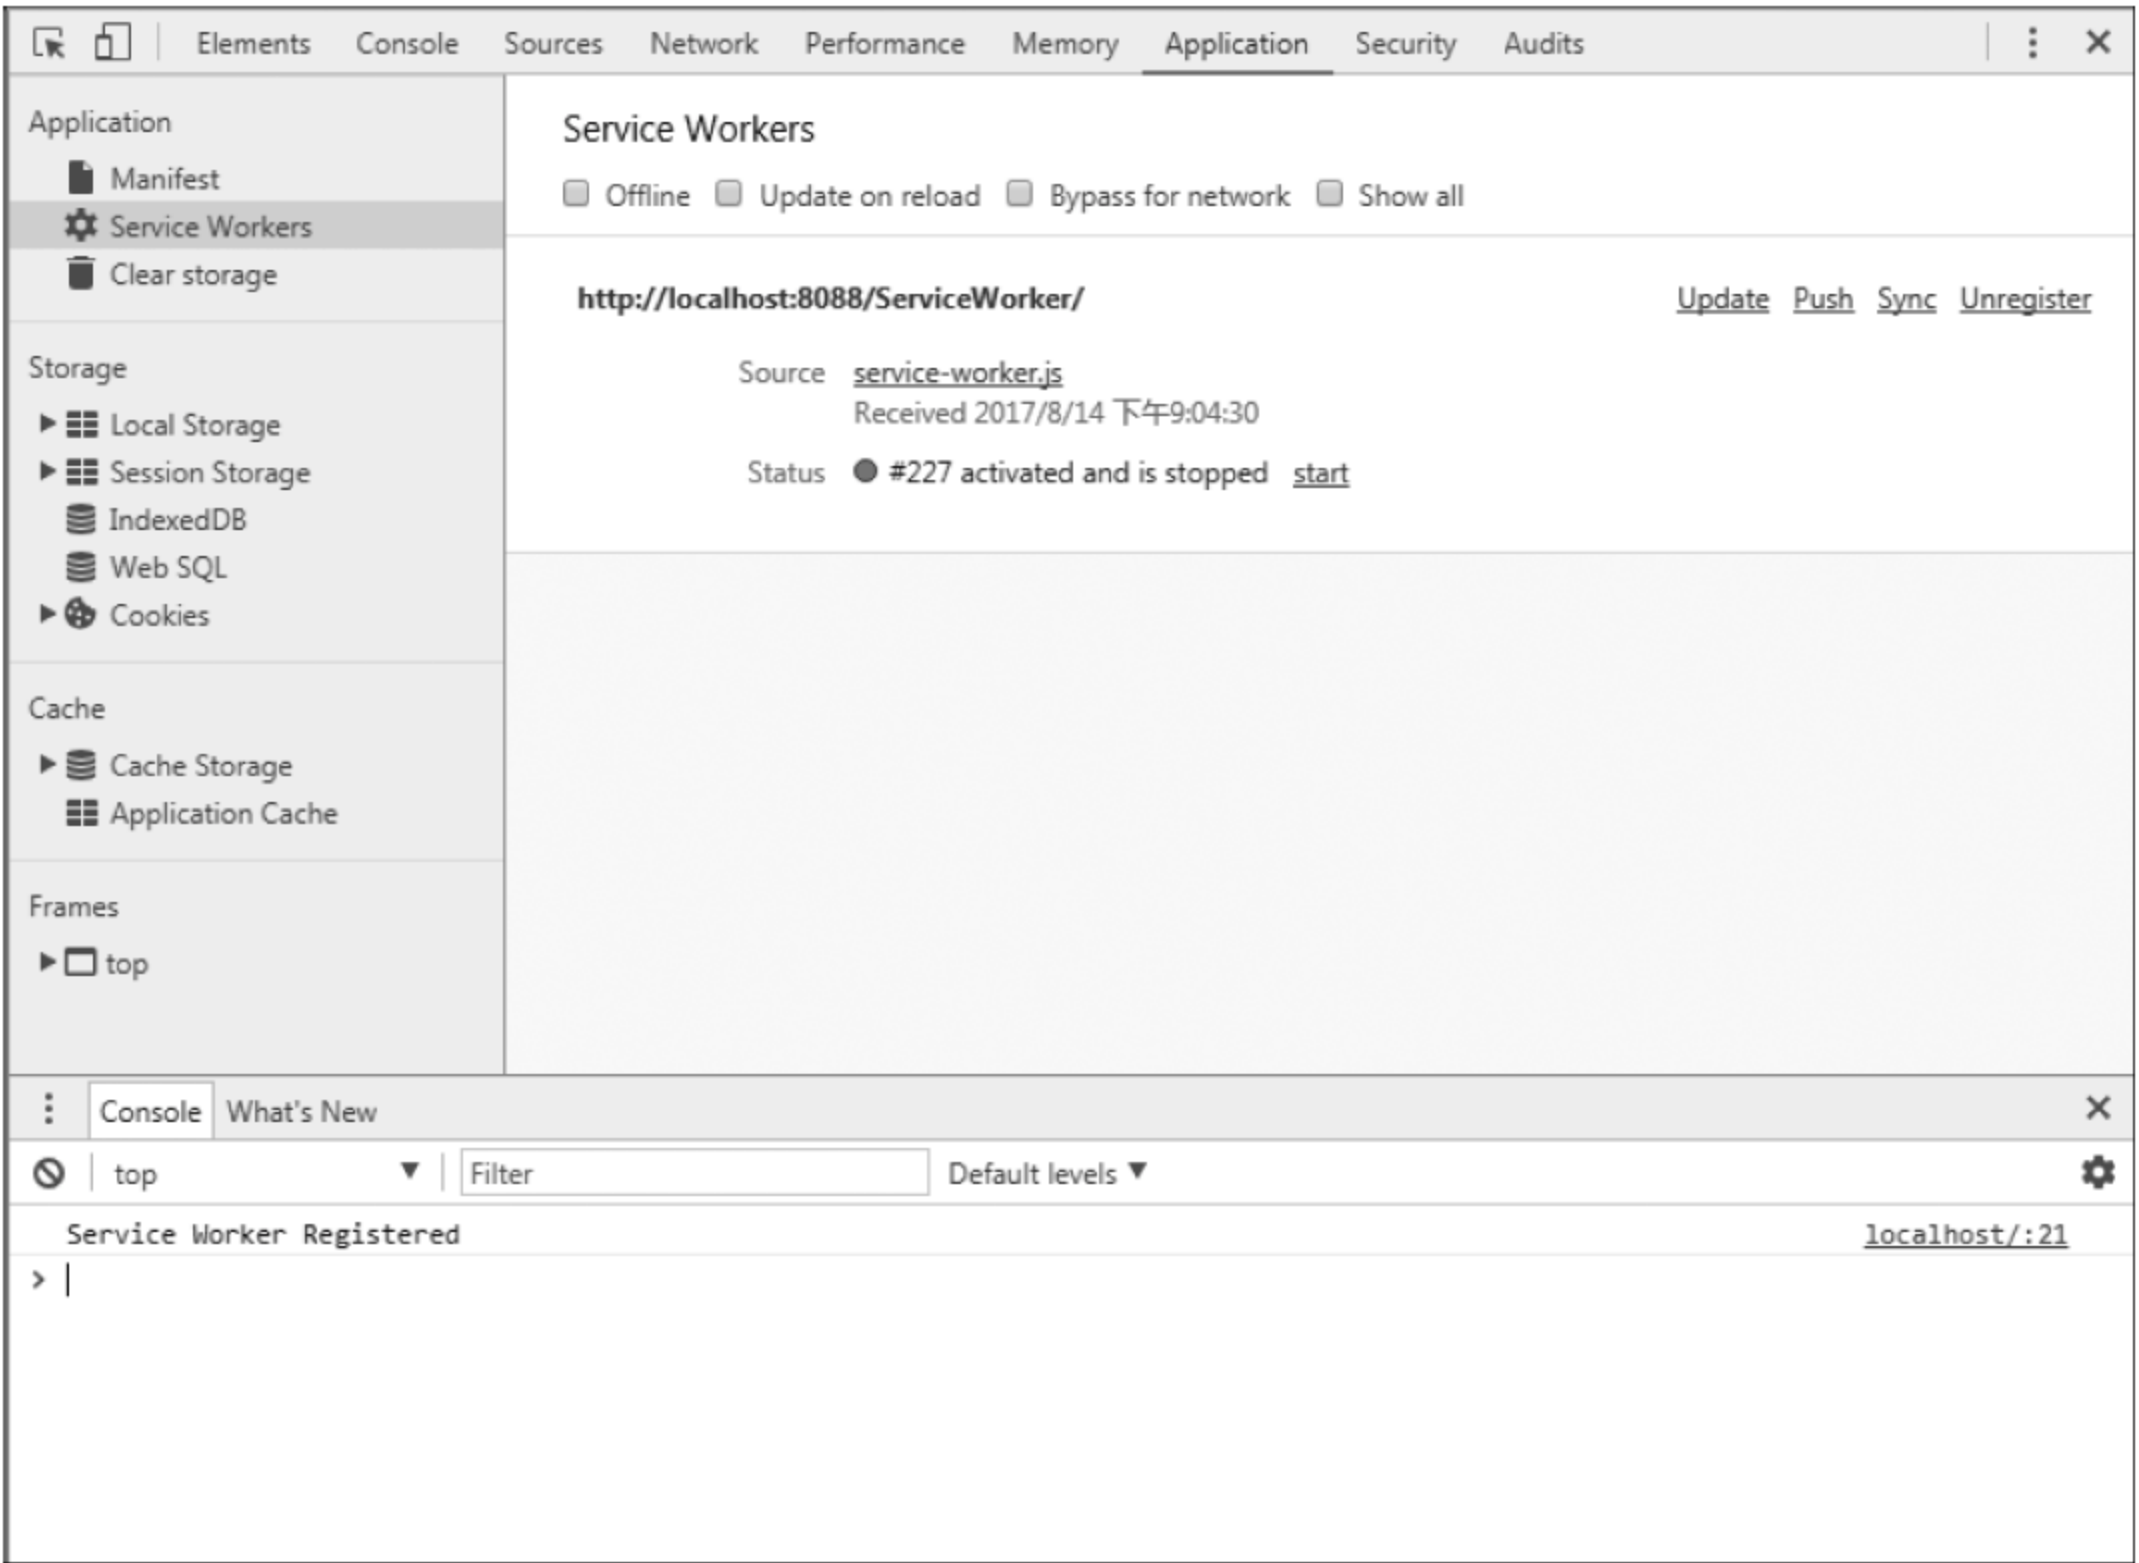 Elements Console Sources Network Performance Memory Application Security Audits
Application
Manifest
Service Workers
Clear storage
Storage
Local Storage
Session Storage
IndexedDB
Web SQL
Cookies
Cache
Cache Storage
Application Cache
Frames
top
Service Workers
Offline Update on reload Bypass for network Show all
http://localhost:8088/ServiceWorker/ Update Push Sync Unregister
Source service-worker.js
Received 2017/8/14 下午9:04:30
Status #227 activated and is stopped start
Console What's New
top Filter Default levels
Service Worker Registered localhost/:21
>